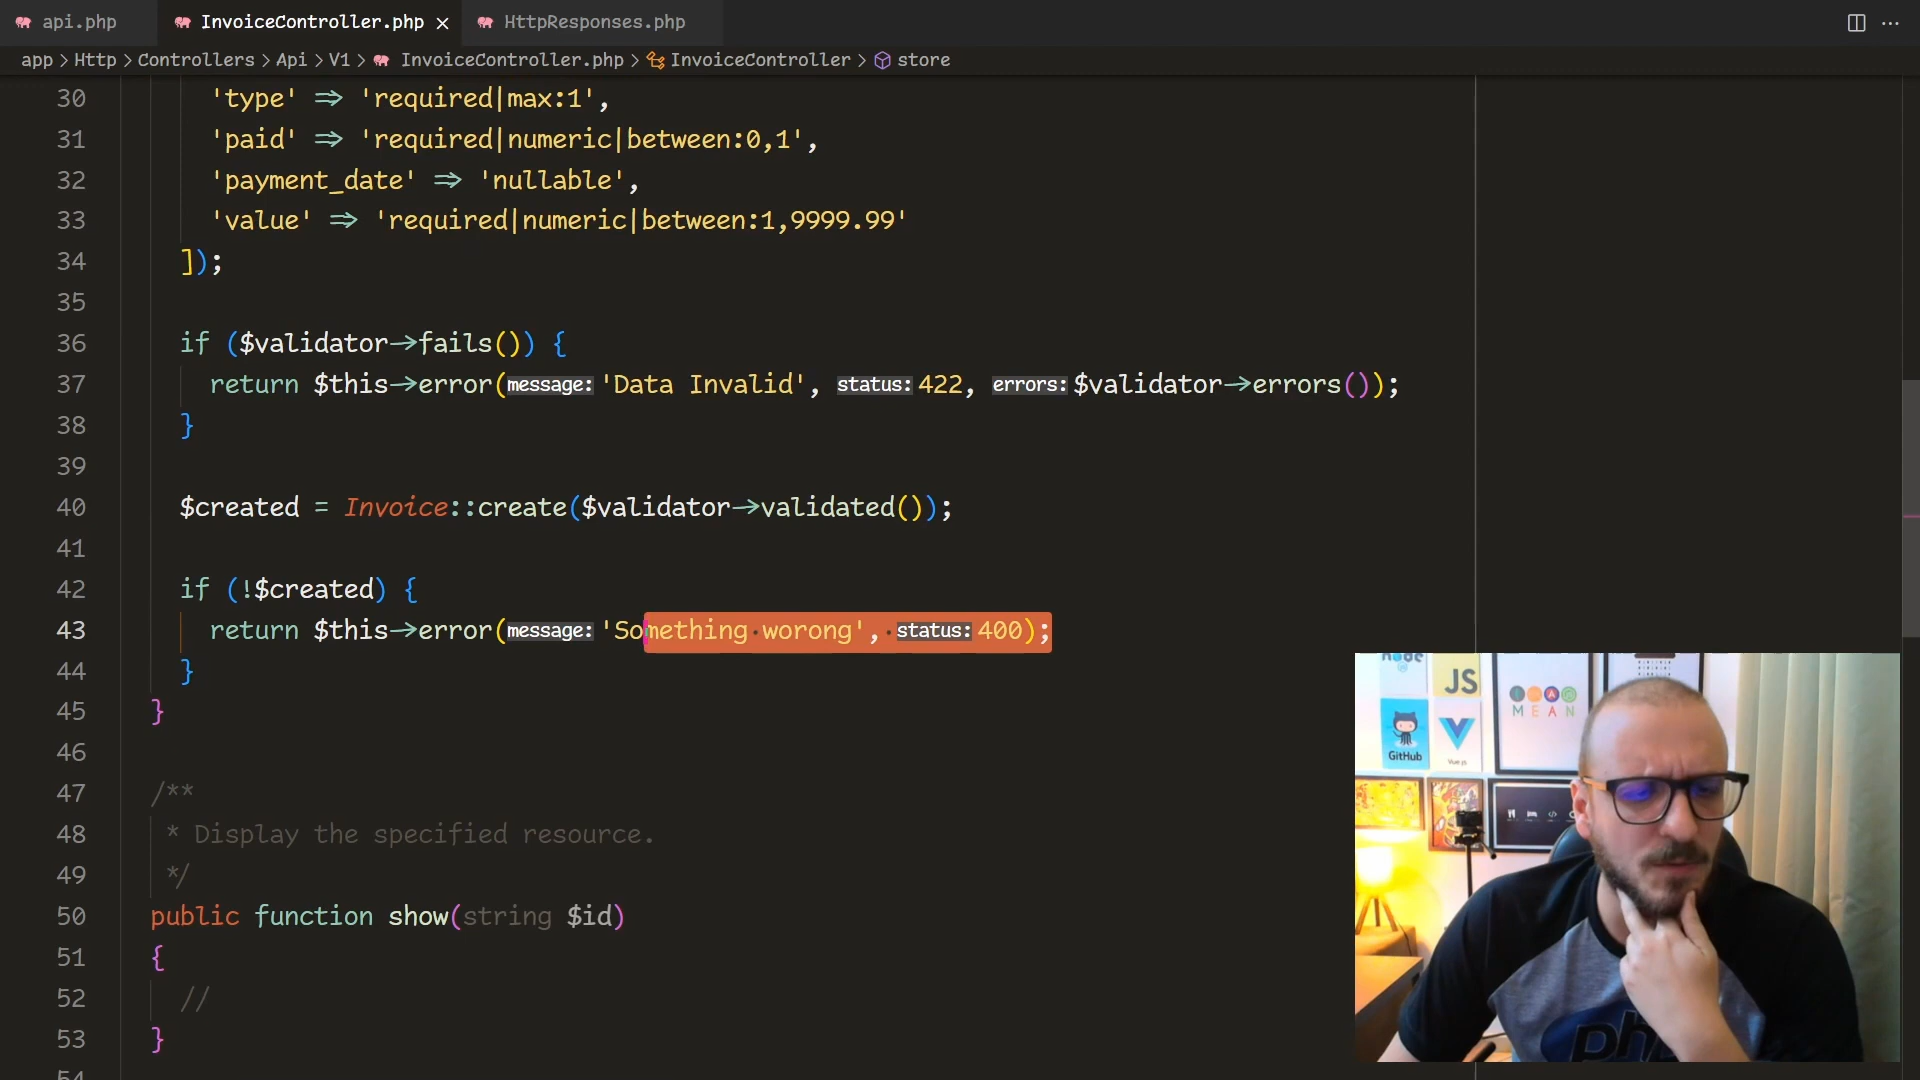 api.php
InvoiceController.php
HttpResponses.php
app > Http > Controllers > Api > V1 > InvoiceController.php > InvoiceController > store
30 'type' => 'required|max:1',
31 'paid' => 'required|numeric|between:0,1',
32 'payment_date' => 'nullable',
33 'value' => 'required|numeric|between:1,9999.99'
34 ]);
35
36 if ($validator->fails()) {
37 return $this->error(message: 'Data Invalid', status: 422, errors: $validator->errors());
38 }
39
40 $created = Invoice::create($validator->validated());
41
42 if (!$created) {
43 return $this->error(message: 'Something worong', status: 400);
44 }
45 }
46
47 /**
48 * Display the specified resource.
49 */
50 public function show(string $id)
51 {
52 //
53 }
54
node
JS
MEAN
GitHub
Vue js
php